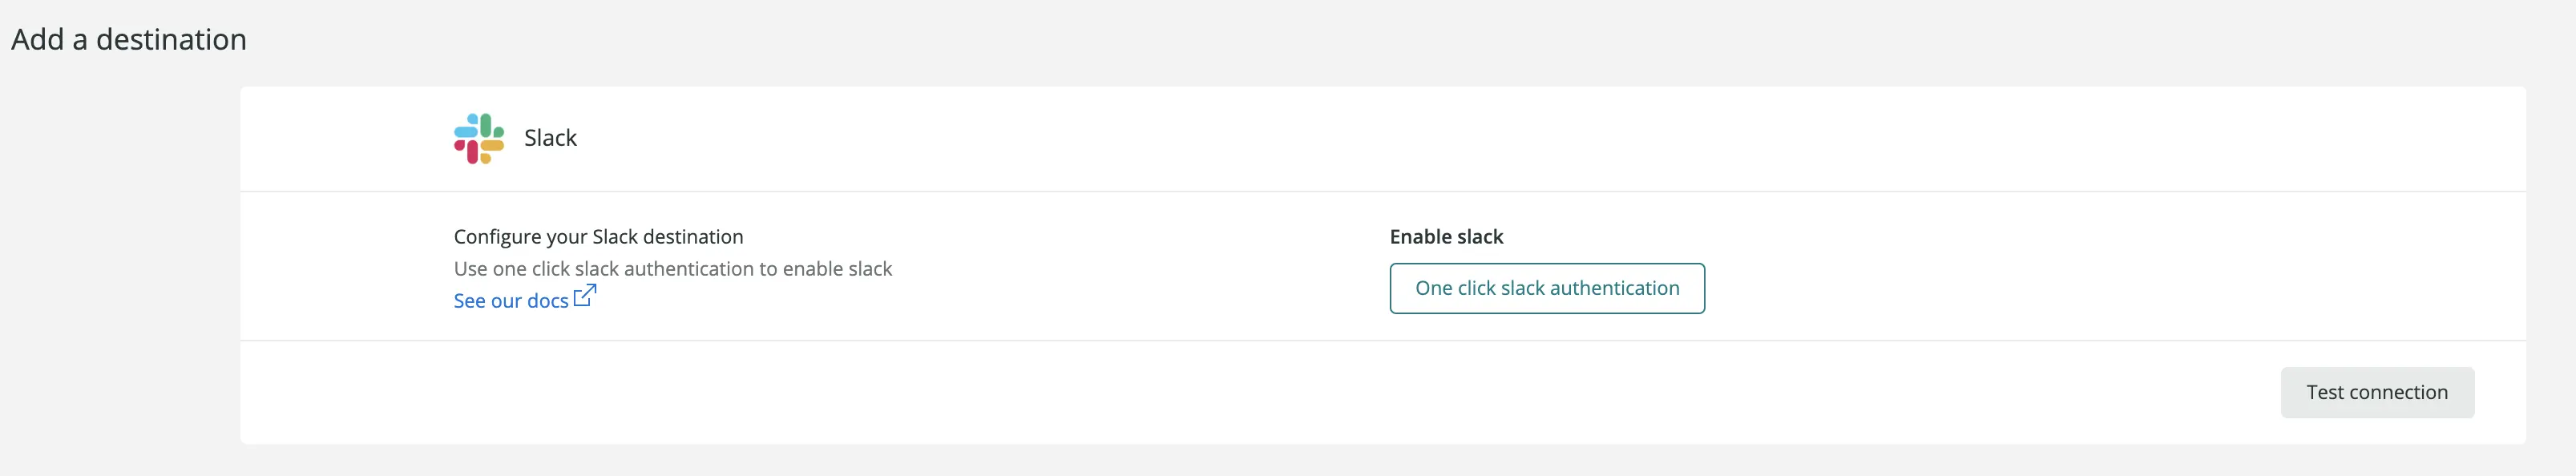 Add a destination
Slack
Configure your Slack destination
Use one click slack authentication to enable slack
See our docs
Enable slack
One click slack authentication
Test connection